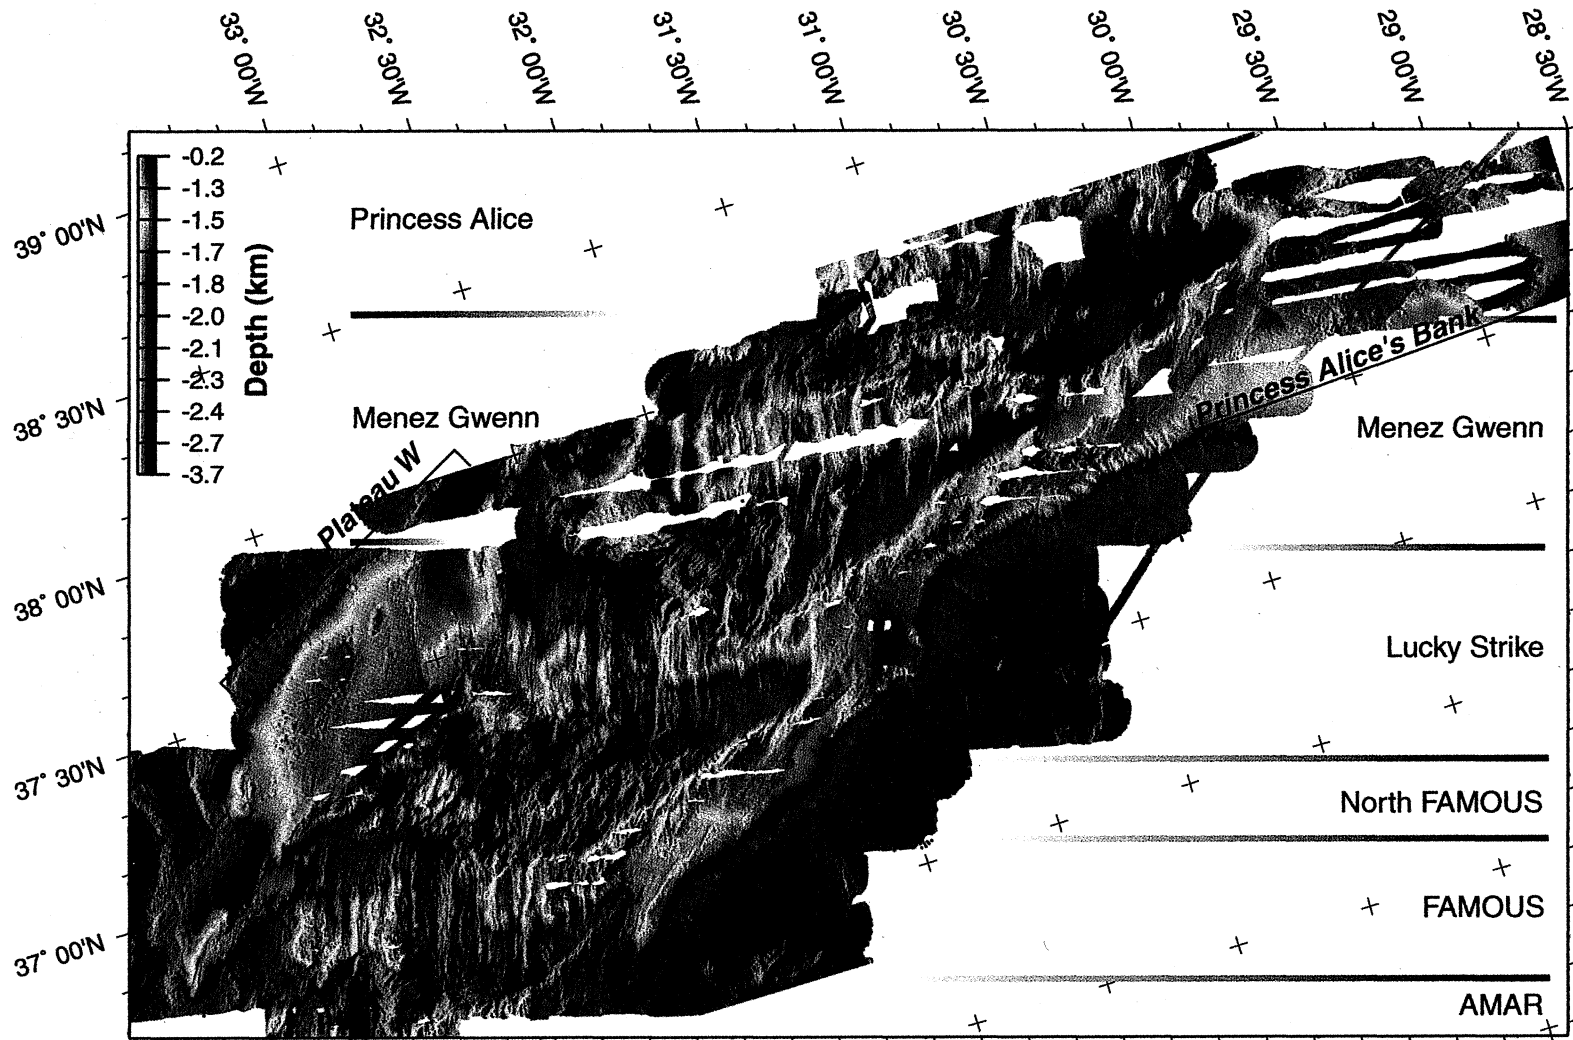 33° 00"W
32° 30"W
32° 00"W
31° 30"W
31° 00"W
30° 30"W
30° 00"W
29° 30"W
29° 00"W
28° 30"W
39° 00'N
38° 30'N
38° 00'N
37° 30'N
37° 00'N
-0.2
-1.3
-1.5
-1.7
-1.8
-2.0
-2.1
-2.3
-2.4
-2.7
-3.7
Depth (km)
Princess Alice
Menez Gwenn
Plateau W
Princess Alice's Bank
Menez Gwenn
Lucky Strike
North FAMOUS
FAMOUS
AMAR